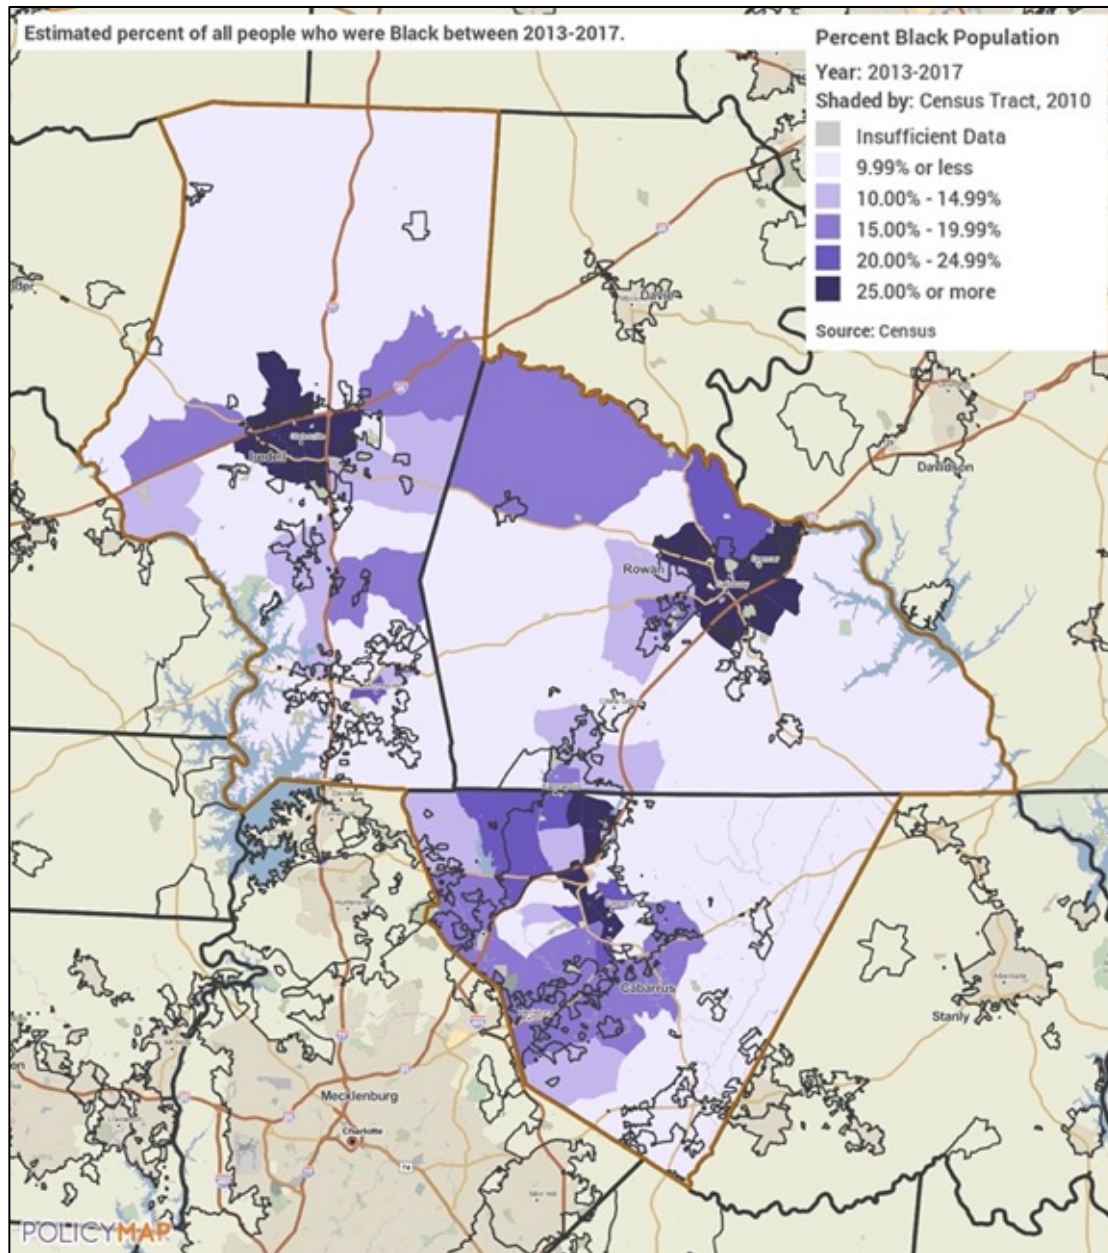 Estimated percent of all people who were Black between 2013-2017.
Percent Black Population
Year: 2013-2017
Shaded by: Census Tract, 2010
Insufficient Data
9.99% or less
10.00% - 14.99%
15.00% - 19.99%
20.00% - 24.99%
25.00% or more
Source: Census
Davie
Iredell
Davidson
Rowan
Cabarrus
Stanly
Mecklenburg
Charlotte
74
POLICYMAP